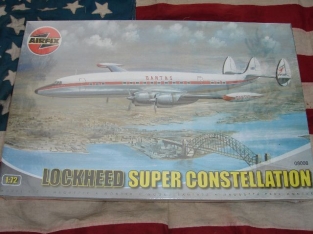 AIRFIX
QANTAS
1:72 LOCKHEED SUPER CONSTELLATION